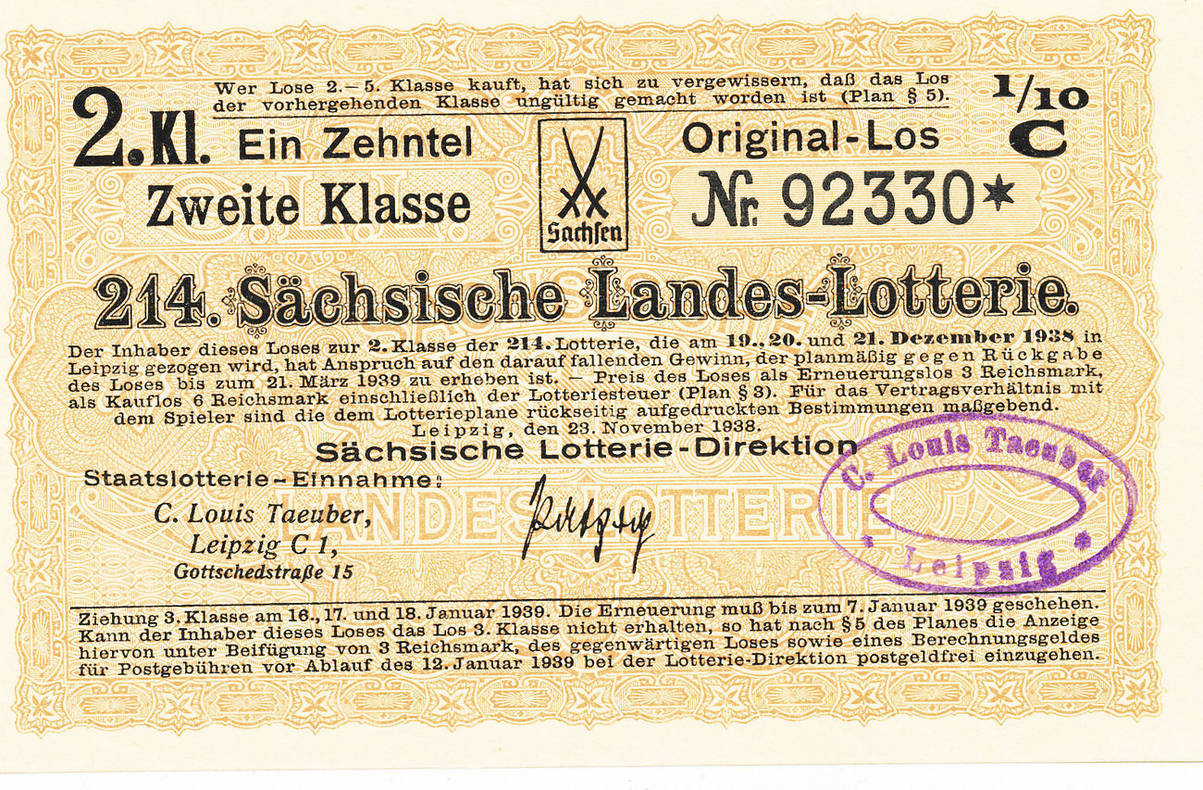 Wer Lose 2.–5. Klasse kauft, hat sich zu vergewissern, daß das Los
der vorhergehenden Klasse ungültig gemacht worden ist (Plan § 5).
1/10
C
2. Kl. Ein Zehntel
Original-Los
Zweite Klasse
Nr. 92330*
Sachsen
214. Sächsische Landes-Lotterie.
Der Inhaber dieses Loses zur 2. Klasse der 214. Lotterie, die am 19., 20. und 21. Dezember 1938 in
Leipzig gezogen wird, hat Anspruch auf den darauf fallenden Gewinn, der planmäßig gegen Rückgabe
des Loses bis zum 21. März 1939 zu erheben ist. — Preis des Loses als Erneuerungslos 3 Reichsmark,
als Kauflos 6 Reichsmark einschließlich der Lotteriesteuer (Plan § 3). Für das Vertragsverhältnis mit
dem Spieler sind die dem Lotterieplane rückseitig aufgedruckten Bestimmungen maßgebend.
Leipzig, den 23. November 1938.
Sächsische Lotterie-Direktion
Staatslotterie-Einnahme:
C. Louis Taeuber,
Leipzig C 1,
Gottschedstraße 15
C. Louis Taeuber
* Leipzig *
LANDESLOTTERIE
Ziehung 3. Klasse am 16., 17. und 18. Januar 1939. Die Erneuerung muß bis zum 7. Januar 1939 geschehen.
Kann der Inhaber dieses Loses das Los 3. Klasse nicht erhalten, so hat nach § 5 des Planes die Anzeige
hiervon unter Beifügung von 3 Reichsmark, des gegenwärtigen Loses sowie eines Berechnungsgeldes
für Postgebühren vor Ablauf des 12. Januar 1939 bei der Lotterie-Direktion postgeldfrei einzugehen.